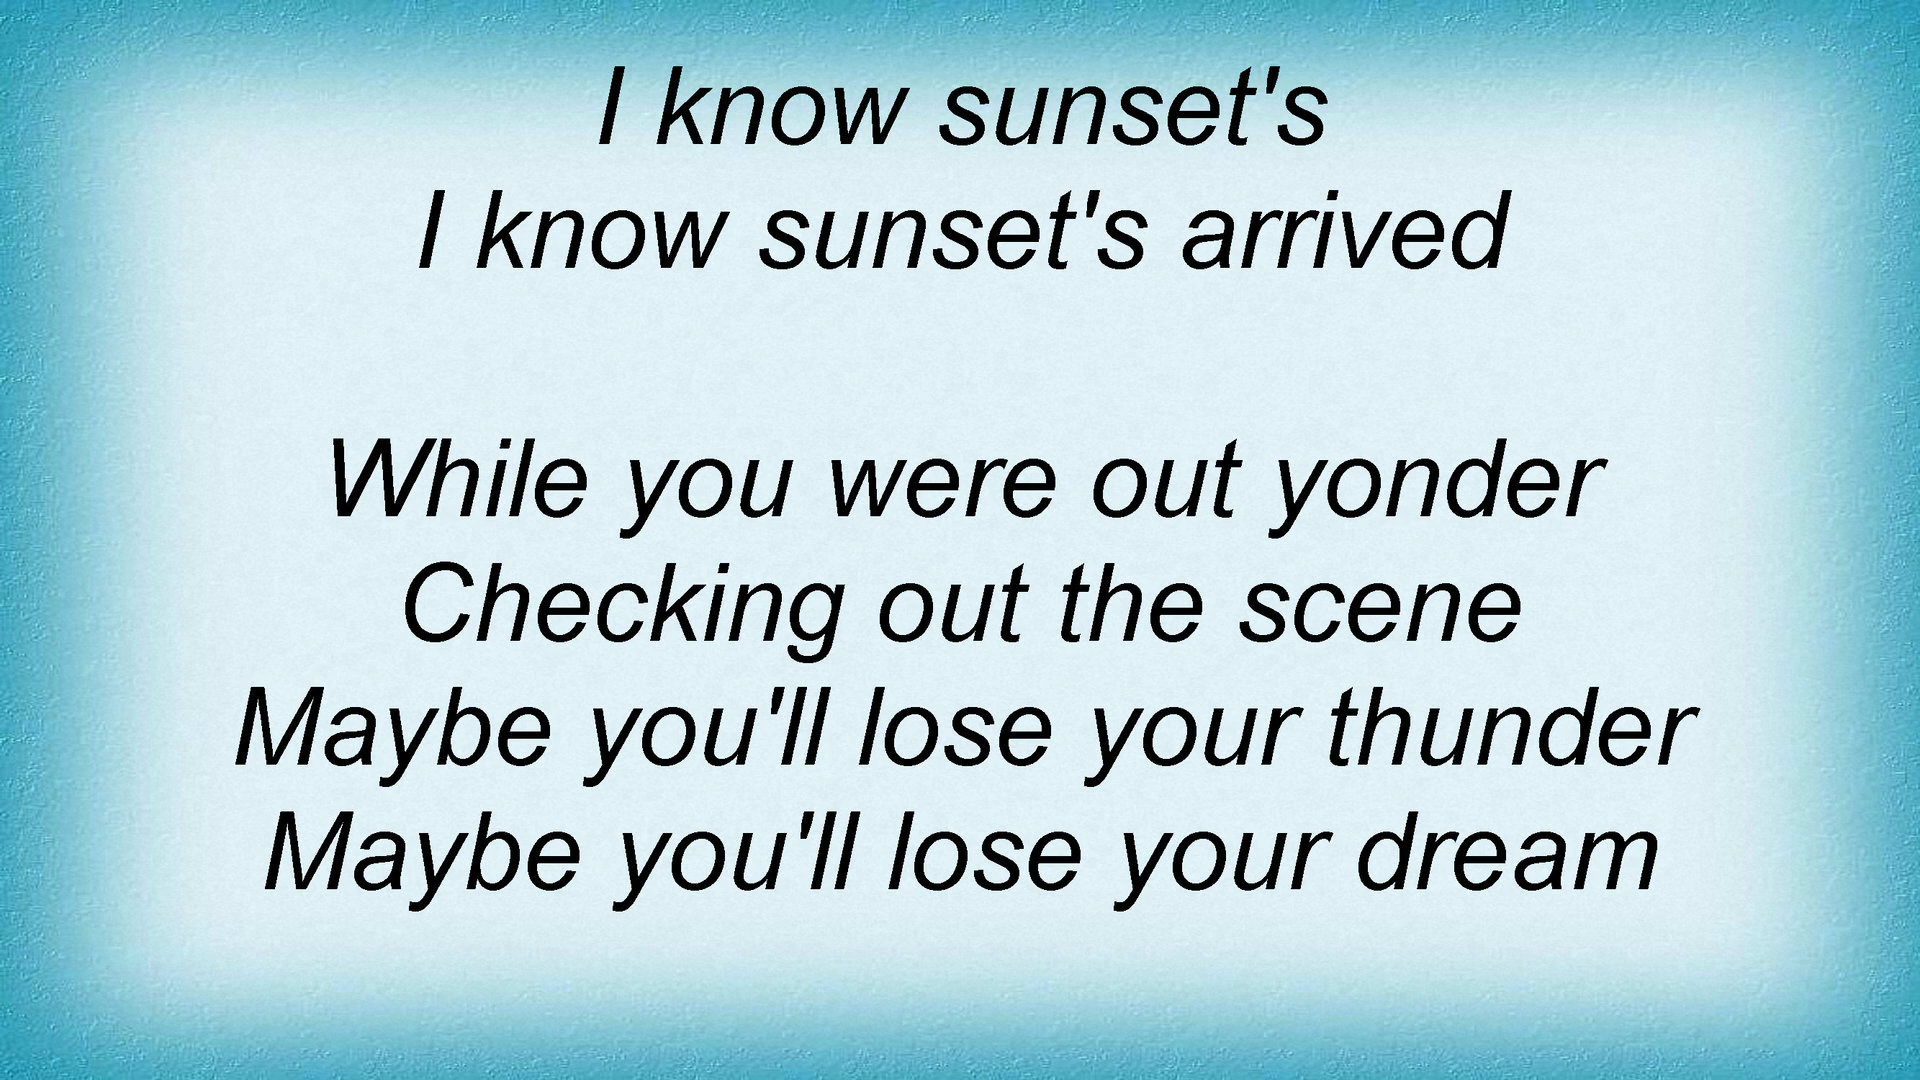 I know sunset's
I know sunset's arrived
While you were out yonder
Checking out the scene
Maybe you'll lose your thunder
Maybe you'll lose your dream